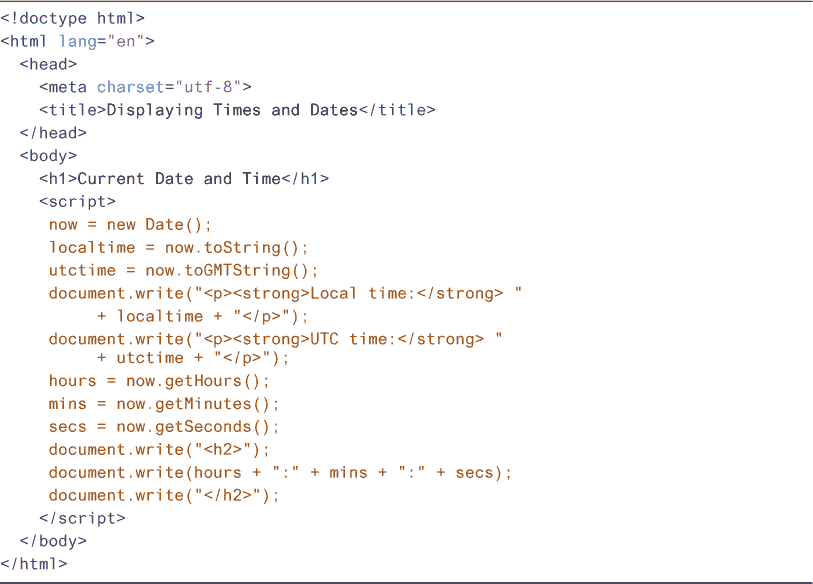 <!doctype html>
<html lang="en">
  <head>
    <meta charset="utf-8">
    <title>Displaying Times and Dates</title>
  </head>
  <body>
    <h1>Current Date and Time</h1>
    <script>
     now = new Date();
     localtime = now.toString();
     utctime = now.toGMTString();
     document.write("<p><strong>Local time:</strong> "
          + localtime + "</p>");
     document.write("<p><strong>UTC time:</strong> "
          + utctime + "</p>");
     hours = now.getHours();
     mins = now.getMinutes();
     secs = now.getSeconds();
     document.write("<h2>");
     document.write(hours + ":" + mins + ":" + secs);
     document.write("</h2>");
    </script>
  </body>
</html>